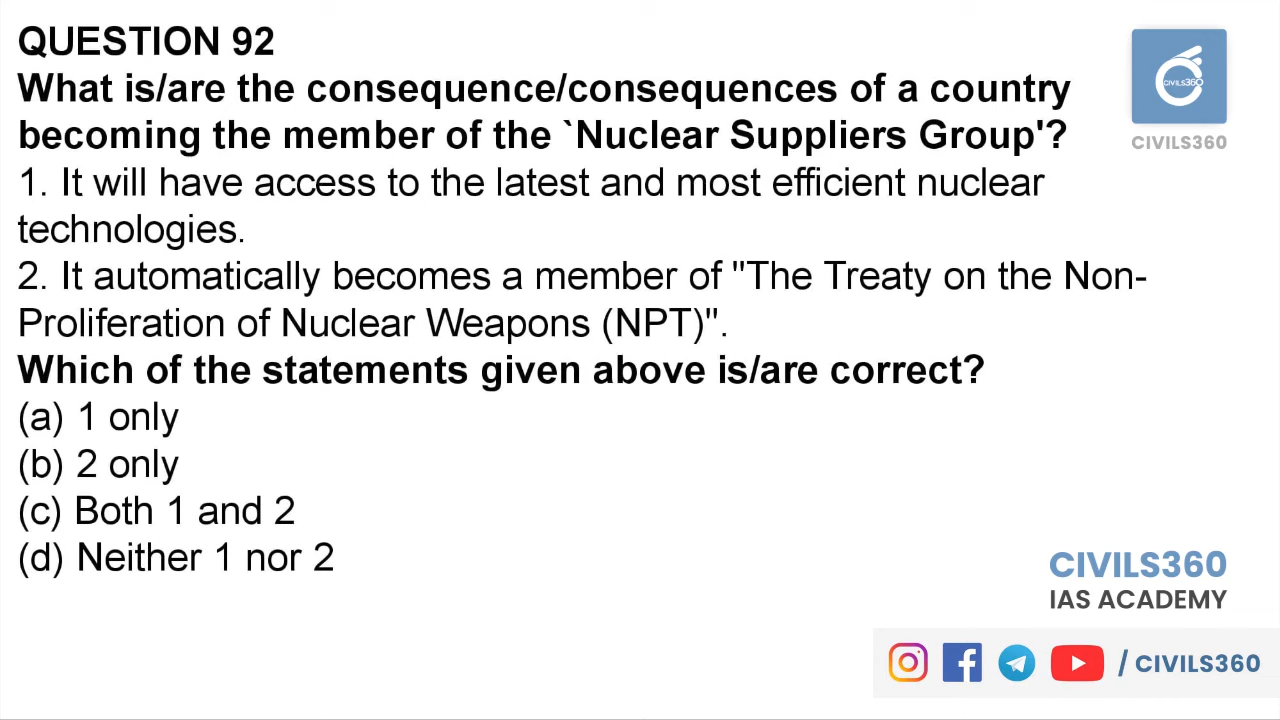 QUESTION 92
What is/are the consequence/consequences of a country
becoming the member of the `Nuclear Suppliers Group'?
1. It will have access to the latest and most efficient nuclear
technologies.
2. It automatically becomes a member of "The Treaty on the Non-
Proliferation of Nuclear Weapons (NPT)".
Which of the statements given above is/are correct?
(a) 1 only
(b) 2 only
(c) Both 1 and 2
(d) Neither 1 nor 2
CIVILS360
CIVILS360
CIVILS360
IAS ACADEMY
/ CIVILS360